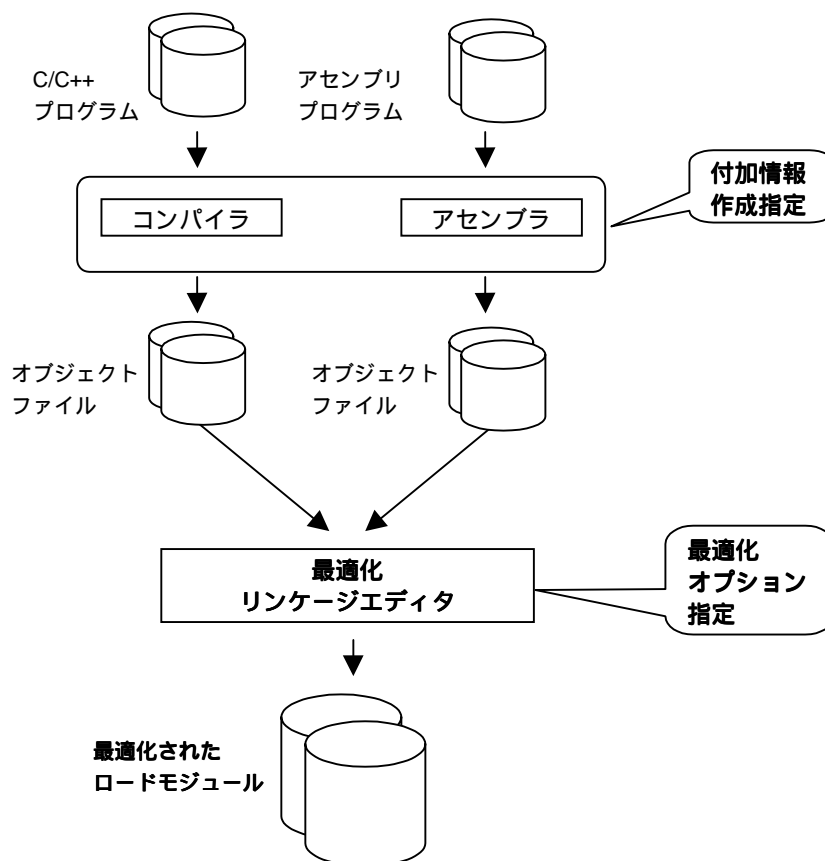 C/C++
プログラム
アセンブリ
プログラム
付加情報
作成指定
コンパイラ
アセンブラ
オブジェクト
ファイル
オブジェクト
ファイル
最適化
リンケージエディタ
最適化
オプション
指定
最適化された
ロードモジュール